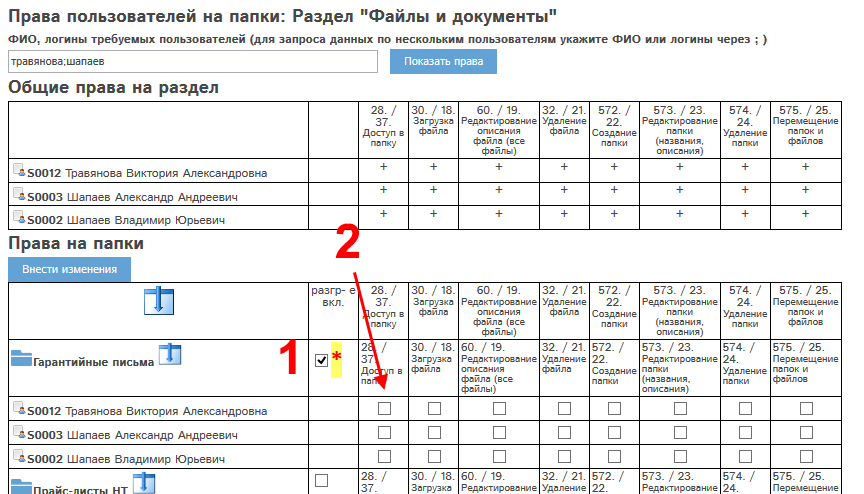 Права пользователей на папки: Раздел "Файлы и документы"
ФИО, логины требуемых пользователей (для запроса данных по нескольким пользователям укажите ФИО или логины через ; )
травянова;шапаев Показать права
Общие права на раздел
28. / 37. Доступ в папку 30. / 18. Загрузка файла 60. / 19. Редактирование описания файла (все файлы) 32. / 21. Удаление файла 572. / 22. Создание папки 573. / 23. Редактирование папки (названия, описания) 574. / 24. Удаление папки 575. / 25. Перемещение папок и файлов
S0012 Травянова Виктория Александровна + + + + + + + +
S0003 Шапаев Александр Андреевич + + + + + + + +
S0002 Шапаев Владимир Юрьевич + + + + + + + +
2
Права на папки
Внести изменения
разгр- е вкл. 28. / 37. Доступ в папку 30. / 18. Загрузка файла 60. / 19. Редактирование описания файла (все файлы) 32. / 21. Удаление файла 572. / 22. Создание папки 573. / 23. Редактирование папки (названия, описания) 574. / 24. Удаление папки 575. / 25. Перемещение папок и файлов
Гарантийные письма 1 * 28. / 37. Доступ в папку 30. / 18. Загрузка файла 60. / 19. Редактирование описания файла (все файлы) 32. / 21. Удаление файла 572. / 22. Создание папки 573. / 23. Редактирование папки (названия, описания) 574. / 24. Удаление папки 575. / 25. Перемещение папок и файлов
S0012 Травянова Виктория Александровна
S0003 Шапаев Александр Андреевич
S0002 Шапаев Владимир Юрьевич
Прайс-листы НТ 28. / 37. 30. / 18. Загрузка 60. / 19. Редактирование 32. / 21. Удаление 572. / 22. 573. / 23. Редактирование 574. / 24. 575. / 25. Перемещение